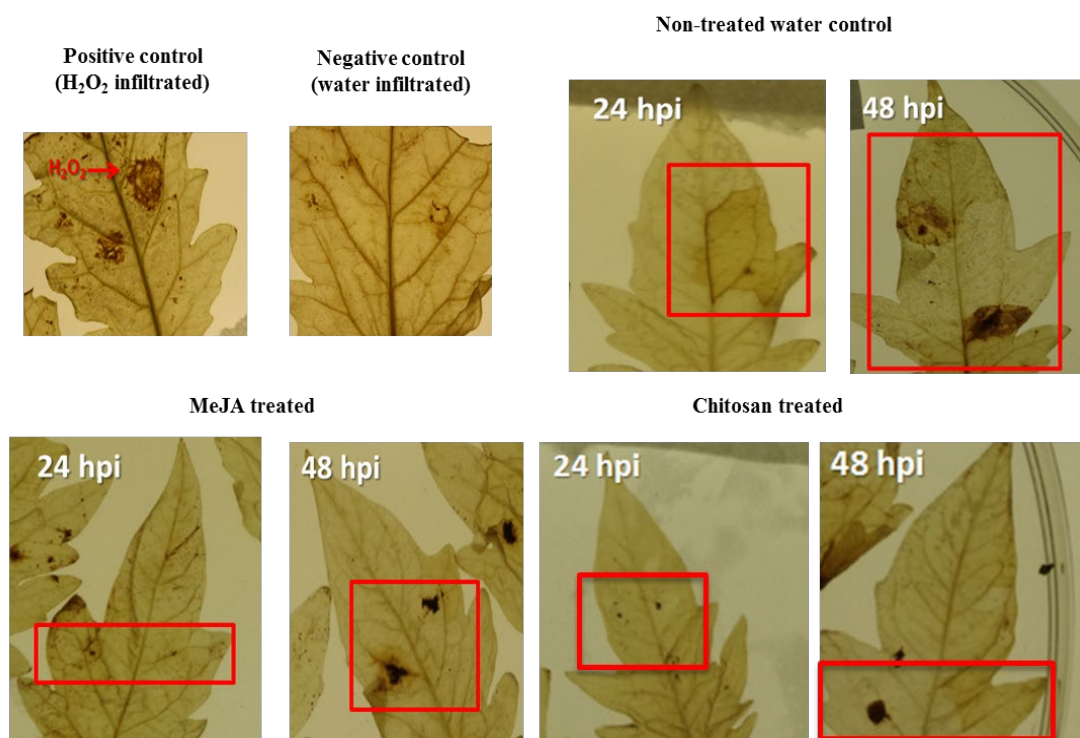 Non-treated water control
Positive control
(H₂O₂ infiltrated)
Negative control
(water infiltrated)
24 hpi
48 hpi
H₂O₂
MeJA treated
Chitosan treated
24 hpi
48 hpi
24 hpi
48 hpi